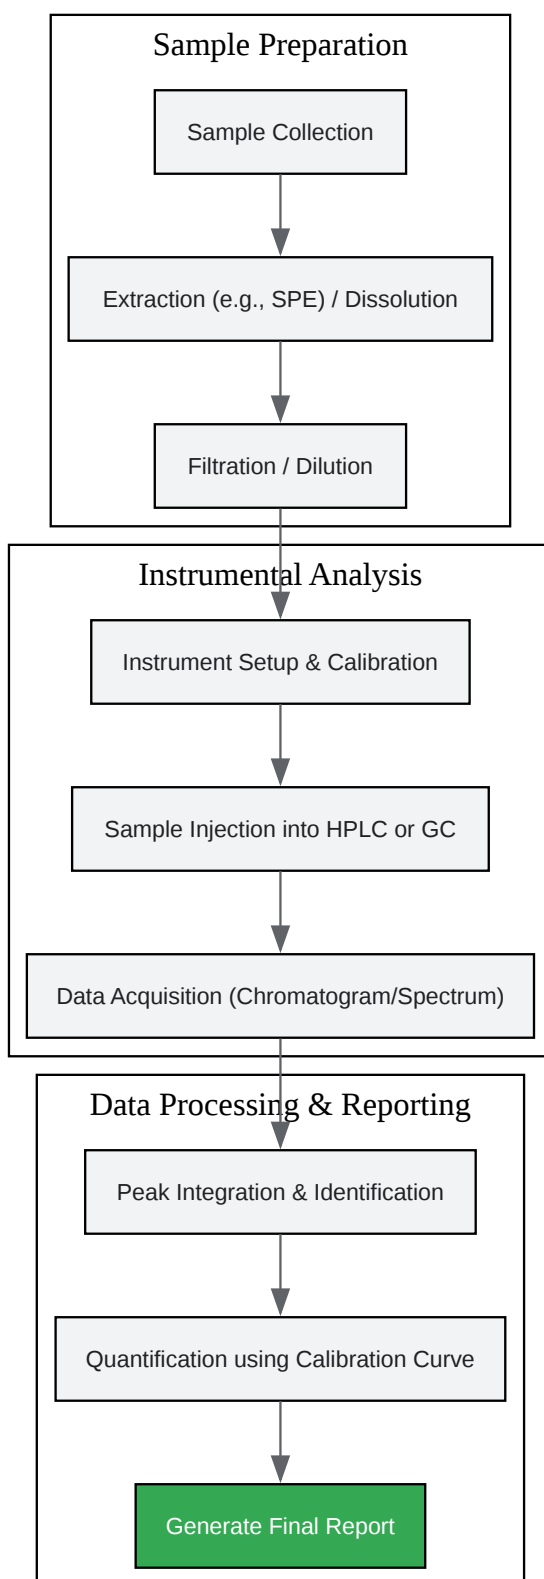 Sample Preparation
Sample Collection
Extraction (e.g., SPE) / Dissolution
Filtration / Dilution
Instrumental Analysis
Instrument Setup & Calibration
Sample Injection into HPLC or GC
Data Acquisition (Chromatogram/Spectrum)
Data Processing & Reporting
Peak Integration & Identification
Quantification using Calibration Curve
Generate Final Report